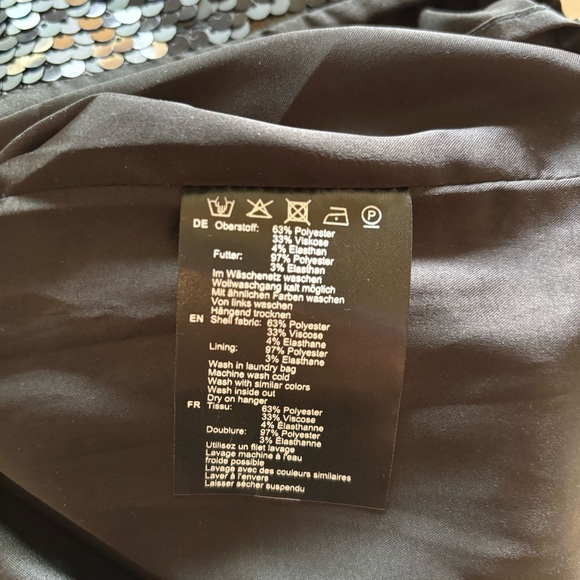 P
DE Oberstoff: 63% Polyester
33% Viskose
4% Elasthan
Futter: 97% Polyester
3% Elasthan
Im Wäschenetz waschen
Wollwaschgang kalt möglich
Mit ähnlichen Farben waschen
Von links waschen
Hängend trocknen
EN Shell fabric: 63% Polyester
33% Viscose
4% Elasthane
Lining: 97% Polyester
3% Elasthane
Wash in laundry bag
Machine wash cold
Wash with similar colors
Wash inside out
Dry on hanger
FR Tissu: 63% Polyester
33% Viscose
4% Élasthanne
Doublure: 97% Polyester
3% Élasthanne
Utilisez un filet lavage
Lavage machine à l'eau
froide possible
Lavage avec des couleurs similaires
Laver à l'envers
Laisser sécher suspendu